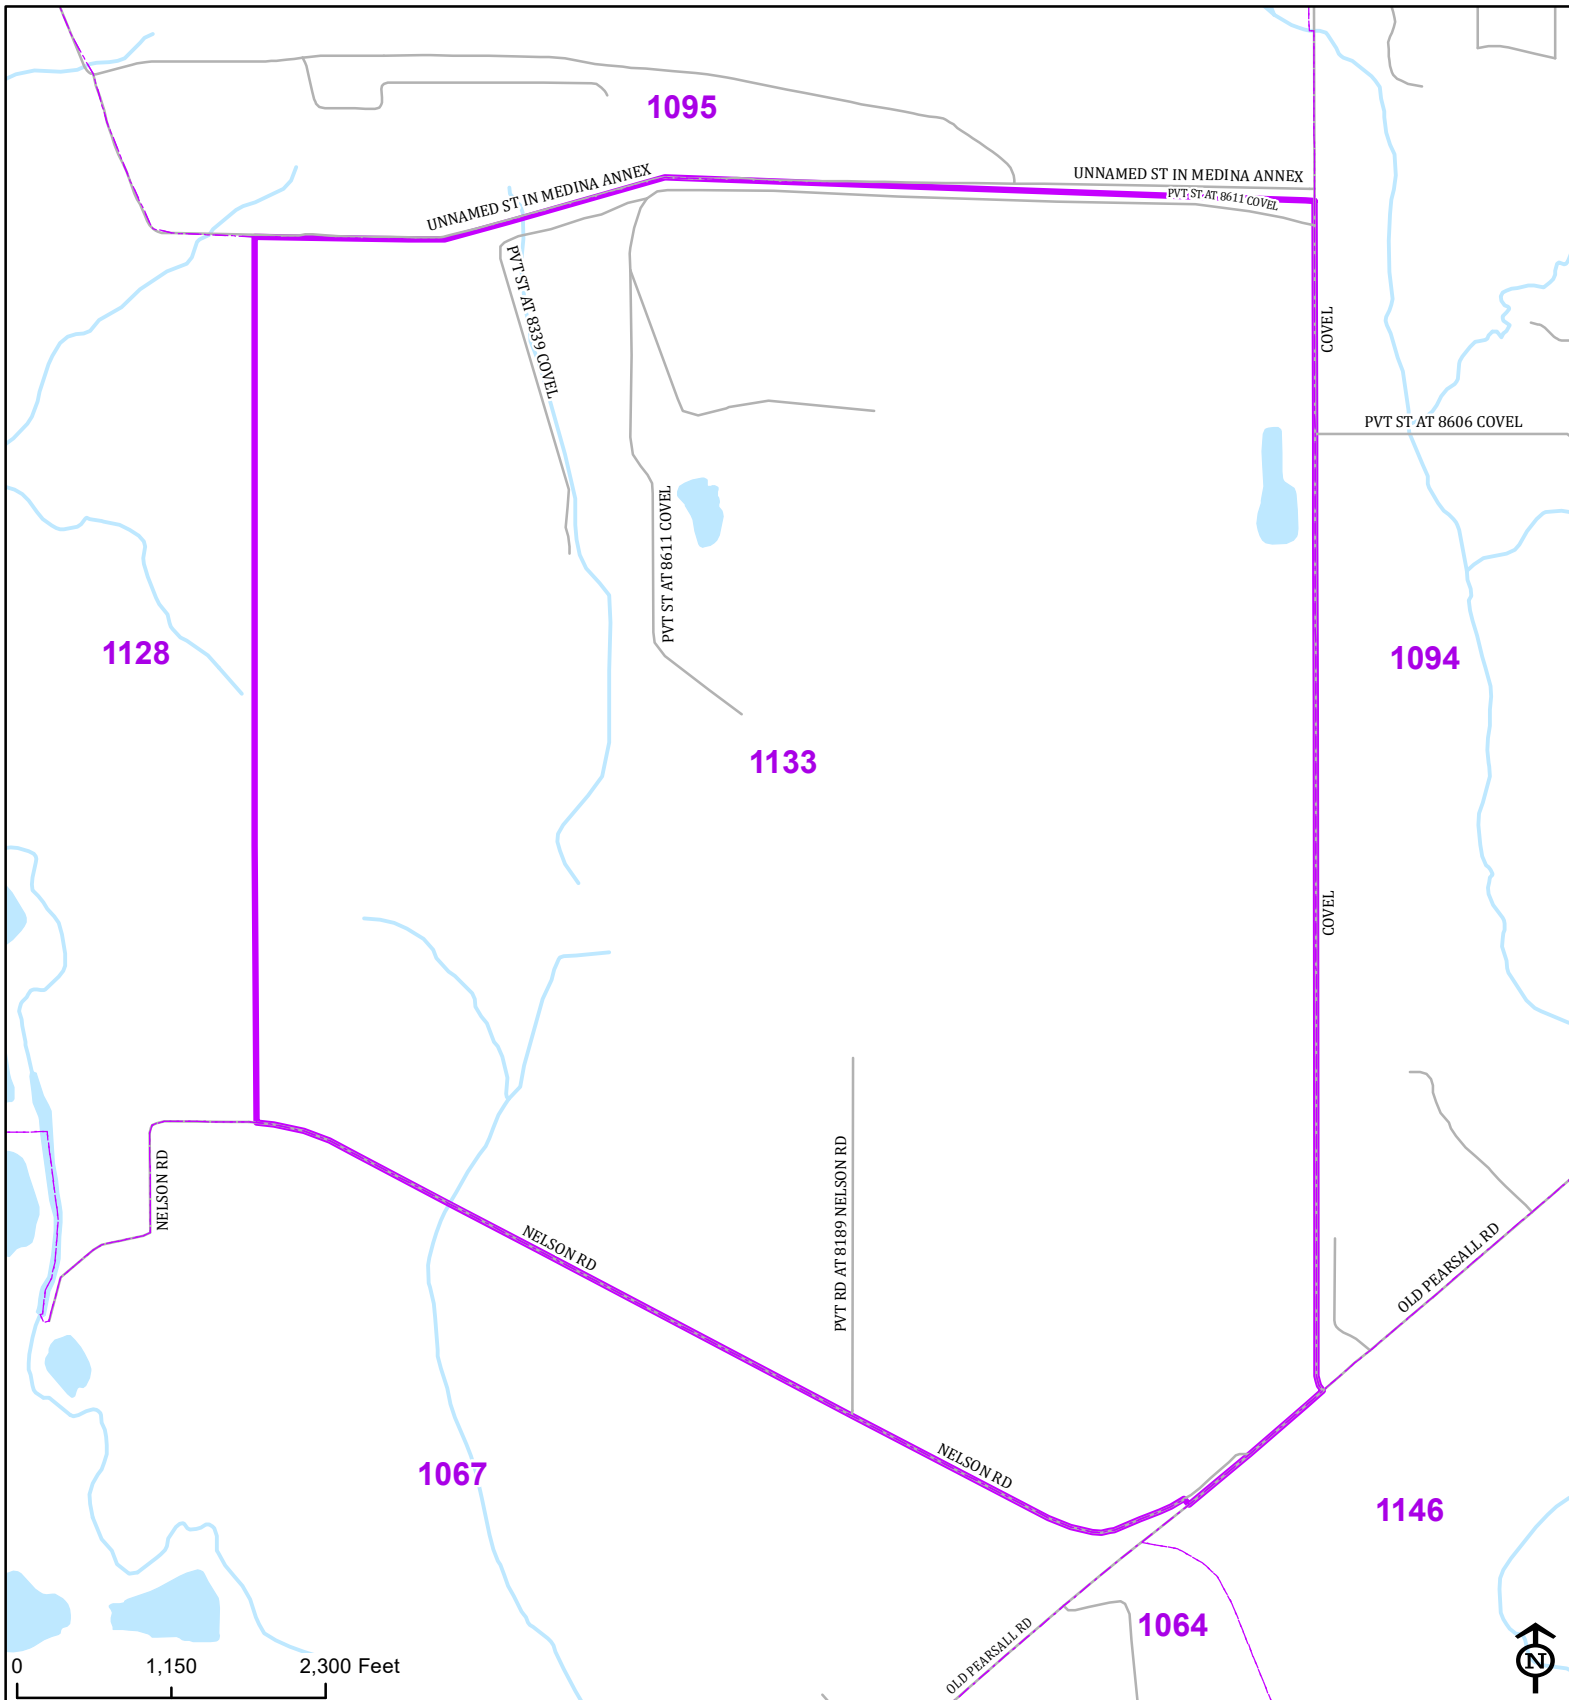 1095
UNNAMED ST IN MEDINA ANNEX
UNNAMED ST IN MEDINA ANNEX
PVT ST AT 8611 COVEL
PVT ST AT 8339 COVEL
COVEL
PVT ST AT 8606 COVEL
PVT ST AT 8611 COVEL
1128
1094
1133
COVEL
NELSON RD
PVT RD AT 8189 NELSON RD
NELSON RD
OLD PEARSALL RD
1067
NELSON RD
1146
1064
OLD PEARSALL RD
N
0 1,150 2,300 Feet